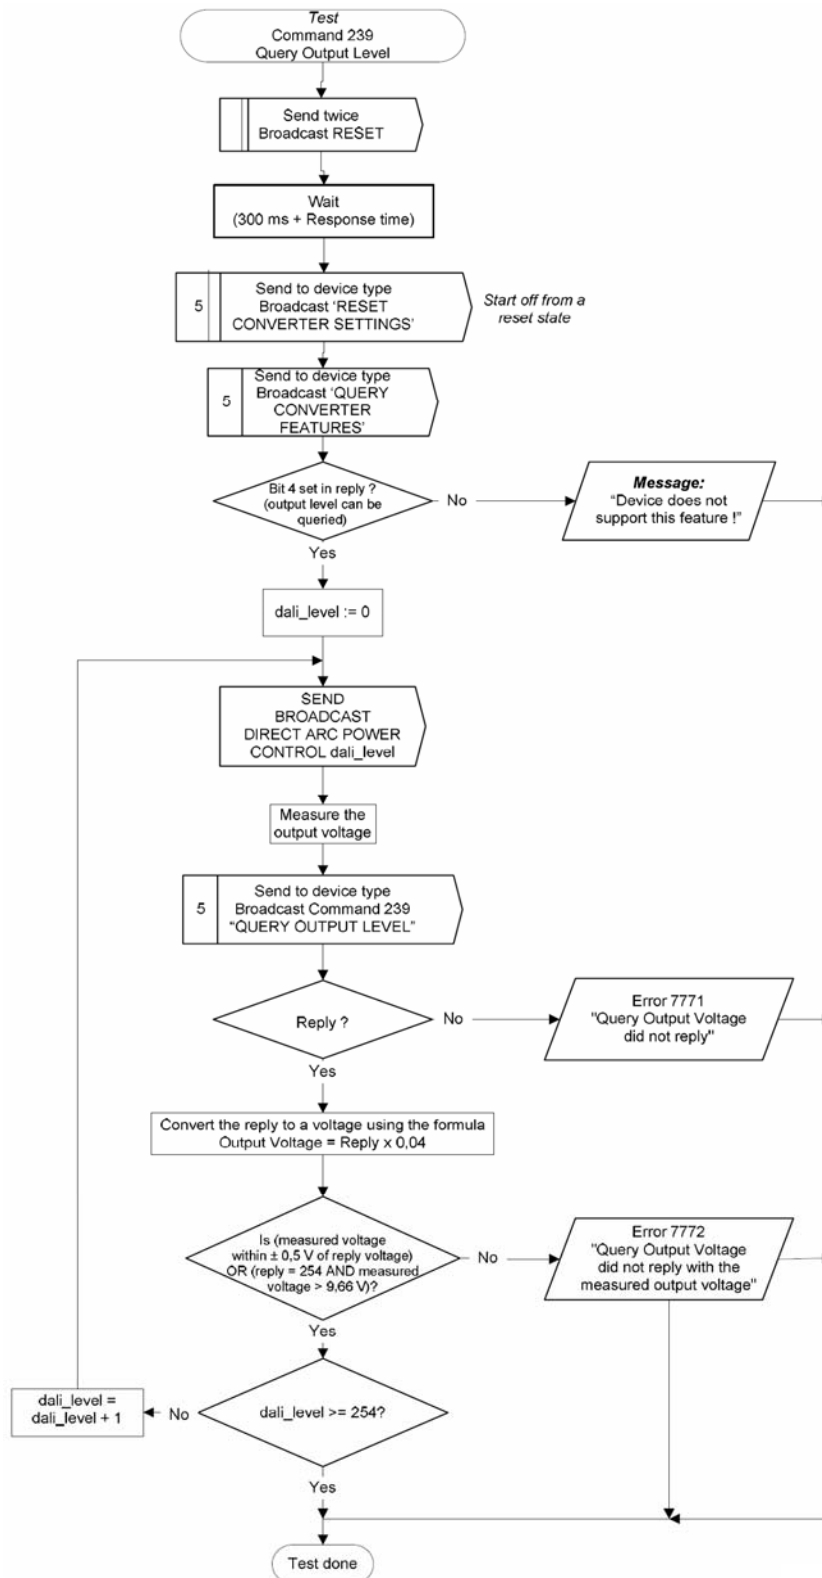 Test
Command 239
Query Output Level
Send twice
Broadcast RESET
Wait
(300 ms + Response time)
5
Send to device type
Broadcast ‘RESET
CONVERTER SETTINGS’
Start off from a
reset state
5
Send to device type
Broadcast ‘QUERY
CONVERTER
FEATURES’
Bit 4 set in reply ?
(output level can be
queried)
No
Message:
“Device does not
support this feature !”
Yes
dali_level := 0
SEND
BROADCAST
DIRECT ARC POWER
CONTROL dali_level
Measure the
output voltage
5
Send to device type
Broadcast Command 239
“QUERY OUTPUT LEVEL”
Reply ?
No
Error 7771
"Query Output Voltage
did not reply"
Yes
Convert the reply to a voltage using the formula
Output Voltage = Reply x 0,04
Is (measured voltage
within ± 0,5 V of reply voltage)
OR (reply = 254 AND measured
voltage > 9,66 V)?
No
Error 7772
"Query Output Voltage
did not reply with the
measured output voltage"
Yes
dali_level >= 254?
No
dali_level =
dali_level + 1
Yes
Test done